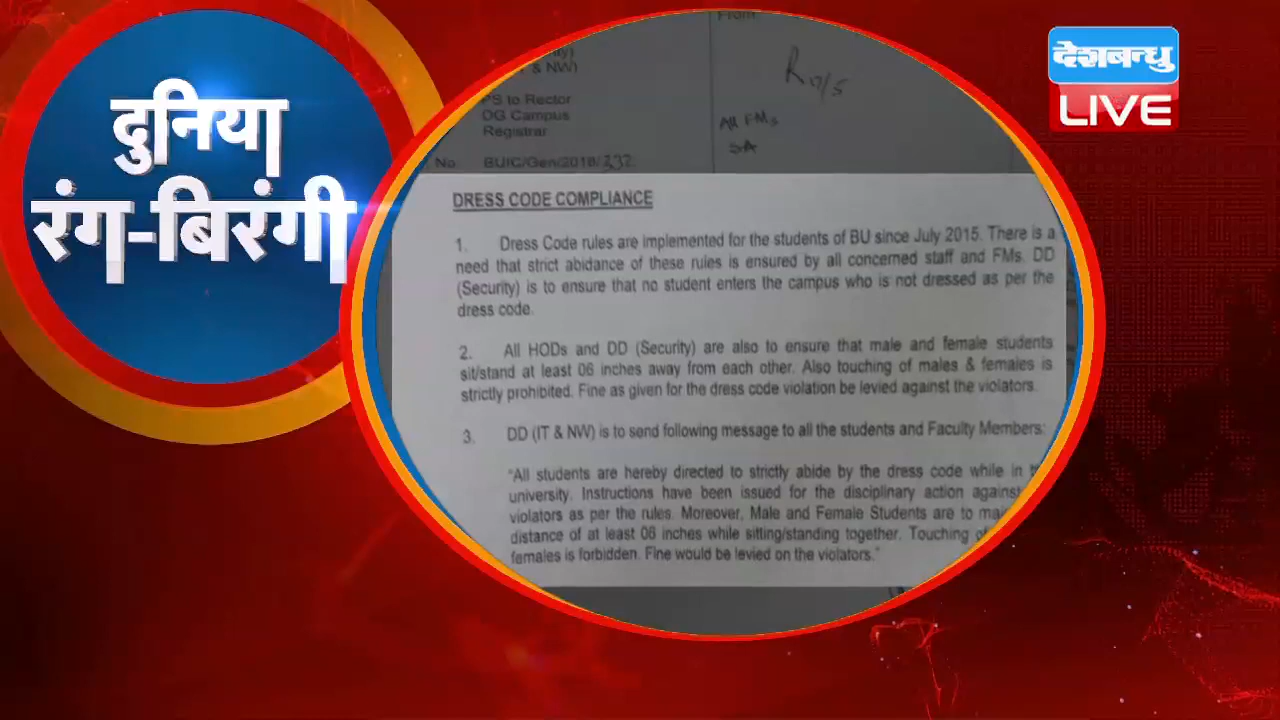 दुनिया
रंग-बिरंगी
देशबन्धु
LIVE
From
& NW)
PS to Rector
DG Campus
Registrar
All FMs
SA
No. BUIC/Gen/2018/332
DRESS CODE COMPLIANCE
1. Dress Code rules are implemented for the students of BU since July 2015. There is a
need that strict abidance of these rules is ensured by all concerned staff and FMs. DD
(Security) is to ensure that no student enters the campus who is not dressed as per the
dress code.
2. All HODs and DD (Security) are also to ensure that male and female students
sit/stand at least 06 inches away from each other. Also touching of males & females is
strictly prohibited. Fine as given for the dress code violation be levied against the violators.
3. DD (IT & NW) is to send following message to all the students and Faculty Members:
"All students are hereby directed to strictly abide by the dress code while in
university. Instructions have been issued for the disciplinary action against
violators as per the rules. Moreover, Male and Female Students are to
distance of at least 06 inches while sitting/standing together. Touching
females is forbidden. Fine would be levied on the violators."